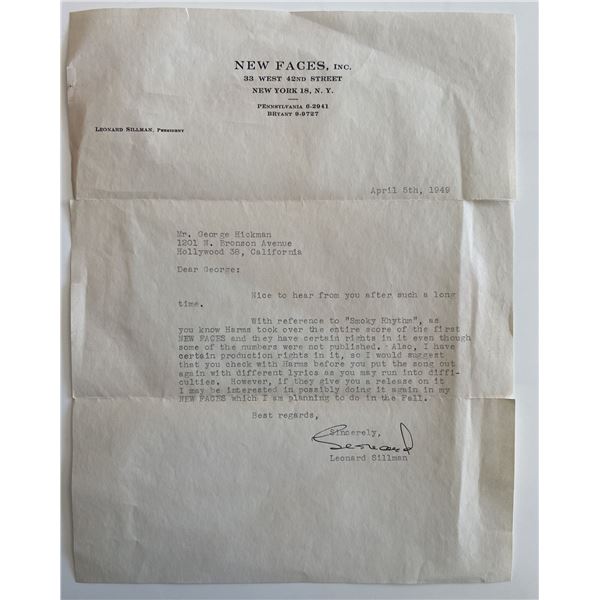 NEW FACES, INC.
33 WEST 42ND STREET
NEW YORK 18, N. Y.
PENNSYLVANIA 6-2941
BRYANT 9-9727
LEONARD SILLMAN, PRESIDENT
April 5th, 1949
Mr. George Hickman
1201 N. Bronson Avenue
Hollywood 38, California
Dear George:
Nice to hear from you after such a long
time.
With reference to "Smoky Rhythm", as
you know Harms took over the entire score of the first
NEW FACES and they have certain rights in it even though
some of the numbers were not published. Also, I have
certain production rights in it, so I would suggest
that you check with Harms before you put the song out
again with different lyrics as you may run into diffi-
culties. However, if they give you a release on it
I may be interested in possibly doing it again in my
NEW FACES which I am planning to do in the Fall.
Best regards,
Sincerely,
Leonard
Leonard Sillman